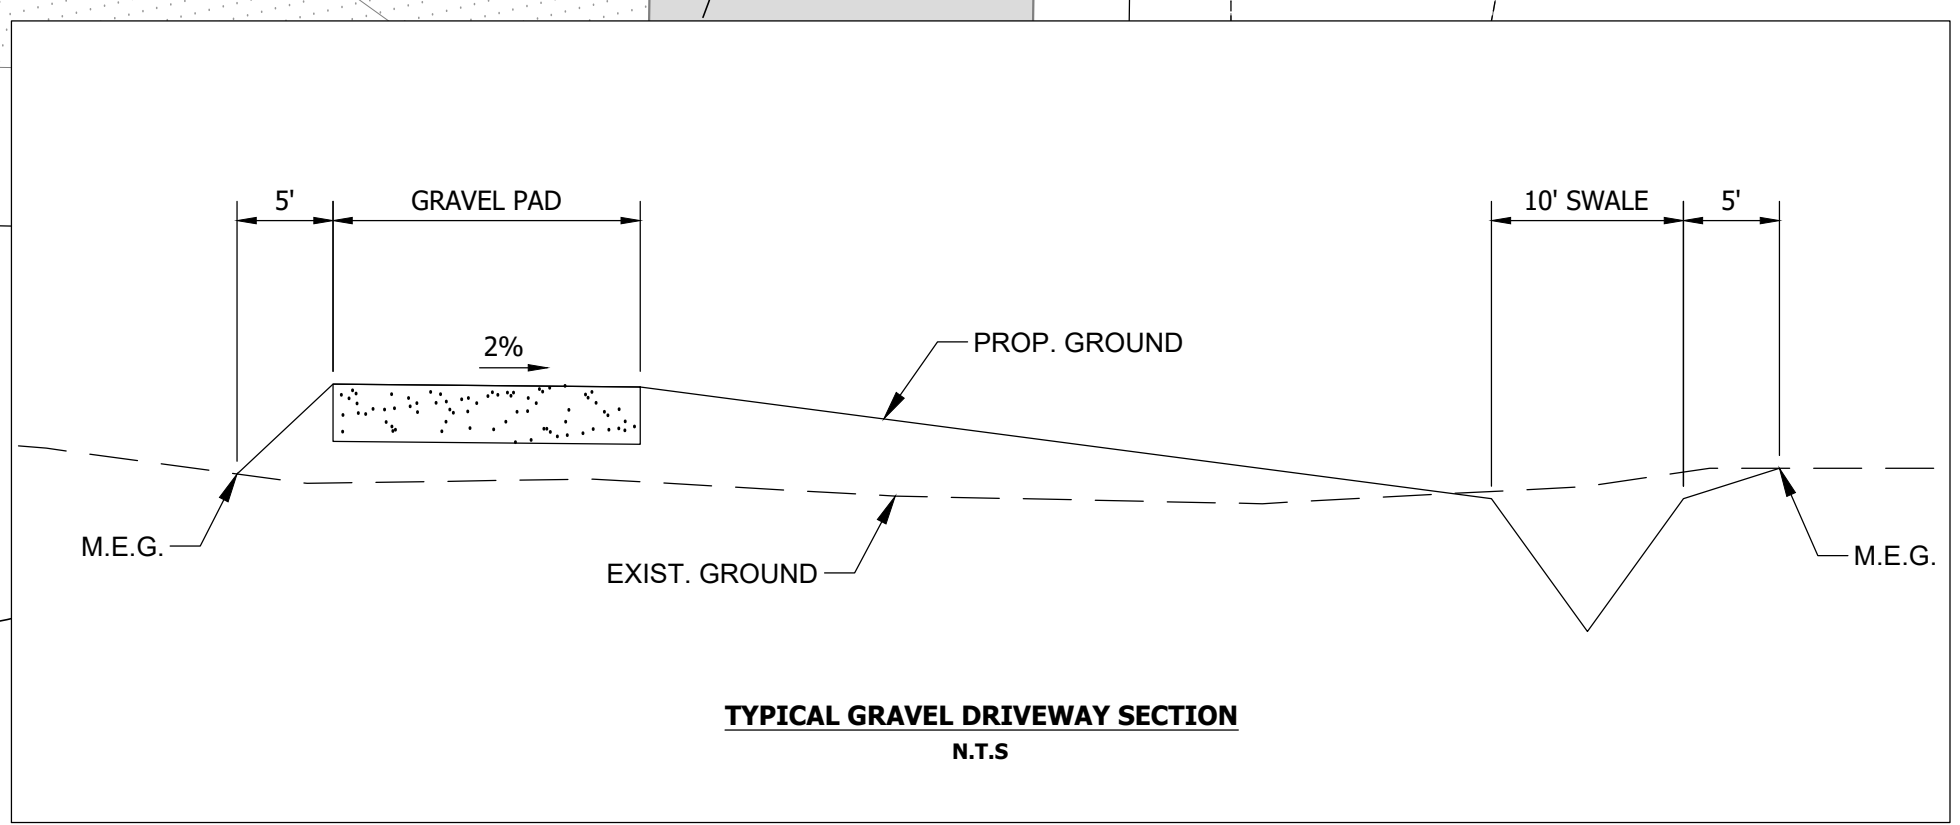 5'
GRAVEL PAD
10' SWALE
5'
2%
PROP. GROUND
M.E.G.
EXIST. GROUND
M.E.G.
TYPICAL GRAVEL DRIVEWAY SECTION
N.T.S